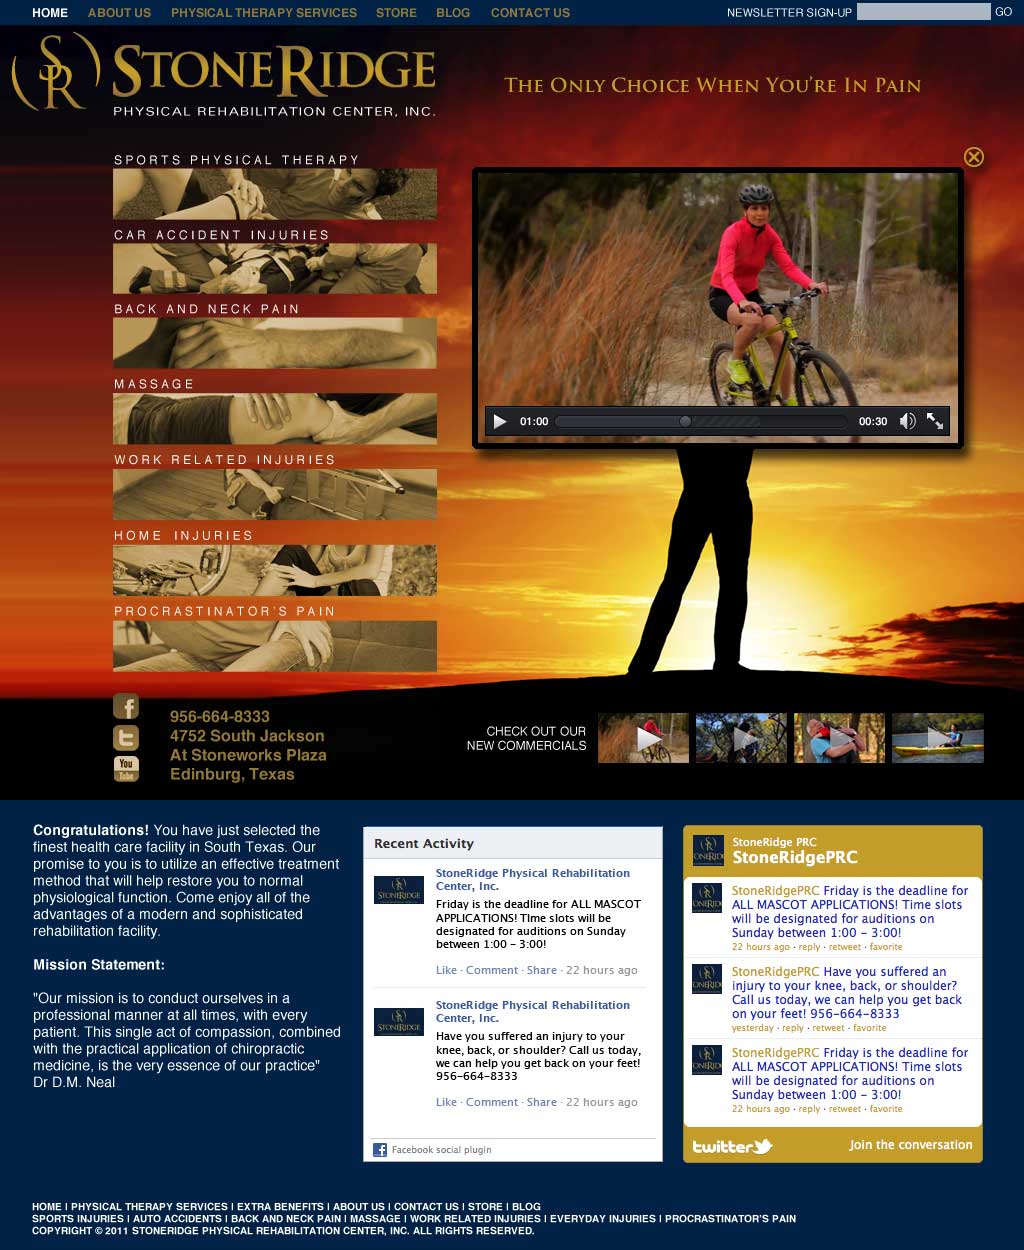 HOME ABOUT US PHYSICAL THERAPY SERVICES STORE BLOG CONTACT US NEWSLETTER SIGN-UP GO
SR STONERIDGE
PHYSICAL REHABILITATION CENTER, INC.
THE ONLY CHOICE WHEN YOU'RE IN PAIN
SPORTS PHYSICAL THERAPY
CAR ACCIDENT INJURIES
BACK AND NECK PAIN
MASSAGE
WORK RELATED INJURIES
HOME INJURIES
PROCRASTINATOR'S PAIN
01:00 00:30
f
t
You
Tube
956-664-8333
4752 South Jackson
At Stoneworks Plaza
Edinburg, Texas
CHECK OUT OUR
NEW COMMERCIALS
Congratulations! You have just selected the
finest health care facility in South Texas. Our
promise to you is to utilize an effective treatment
method that will help restore you to normal
physiological function. Come enjoy all of the
advantages of a modern and sophisticated
rehabilitation facility.
Mission Statement:
"Our mission is to conduct ourselves in a
professional manner at all times, with every
patient. This single act of compassion, combined
with the practical application of chiropractic
medicine, is the very essence of our practice"
Dr D.M. Neal
Recent Activity
StoneRidge Physical Rehabilitation
Center, Inc.
Friday is the deadline for ALL MASCOT
APPLICATIONS! TIme slots will be
designated for auditions on Sunday
between 1:00 - 3:00!
Like · Comment · Share · 22 hours ago
StoneRidge Physical Rehabilitation
Center, Inc.
Have you suffered an injury to your
knee, back, or shoulder? Call us today,
we can help you get back on your feet!
956-664-8333
Like · Comment · Share · 22 hours ago
Facebook social plugin
StoneRidge PRC
StoneRidgePRC
StoneRidgePRC Friday is the deadline for
ALL MASCOT APPLICATIONS! TIme slots
will be designated for auditions on
Sunday between 1:00 - 3:00!
22 hours ago · reply · retweet · favorite
StoneRidgePRC Have you suffered an
injury to your knee, back, or shoulder?
Call us today, we can help you get back
on your feet! 956-664-8333
yesterday · reply · retweet · favorite
StoneRidgePRC Friday is the deadline for
ALL MASCOT APPLICATIONS! TIme slots
will be designated for auditions on
Sunday between 1:00 - 3:00!
22 hours ago · reply · retweet · favorite
twitter Join the conversation
HOME | PHYSICAL THERAPY SERVICES | EXTRA BENEFITS | ABOUT US | CONTACT US | STORE | BLOG
SPORTS INJURIES | AUTO ACCIDENTS | BACK AND NECK PAIN | MASSAGE | WORK RELATED INJURIES | EVERYDAY INJURIES | PROCRASTINATOR'S PAIN
COPYRIGHT © 2011 STONERIDGE PHYSICAL REHABILITATION CENTER, INC. ALL RIGHTS RESERVED.